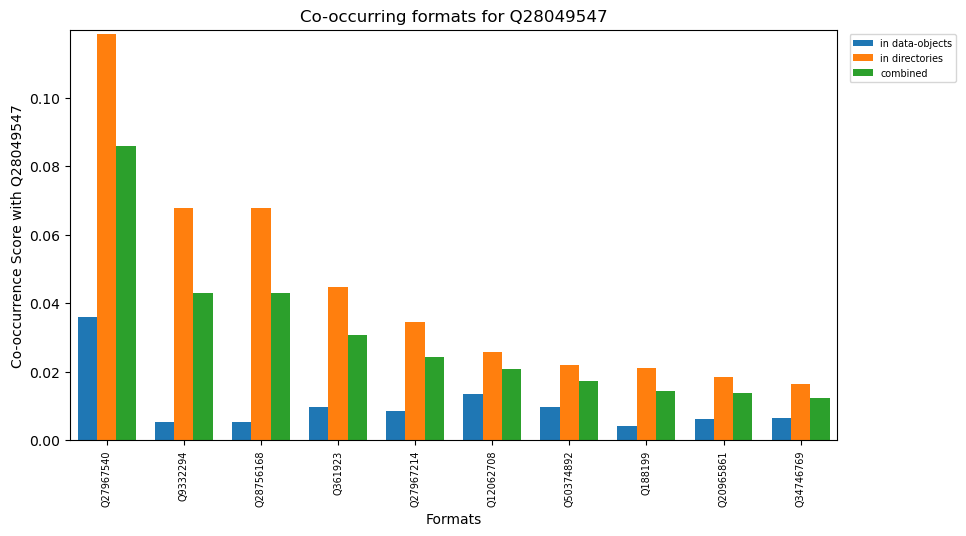 Co-occurring formats for Q28049547
in data-objects
in directories
combined
Co-occurrence Score with Q28049547
0.10
0.08
0.06
0.04
0.02
0.00
Q27967540
Q9332294
Q28756168
Q361923
Q27967214
Q12062708
Q50374892
Q188199
Q20965861
Q34746769
Formats